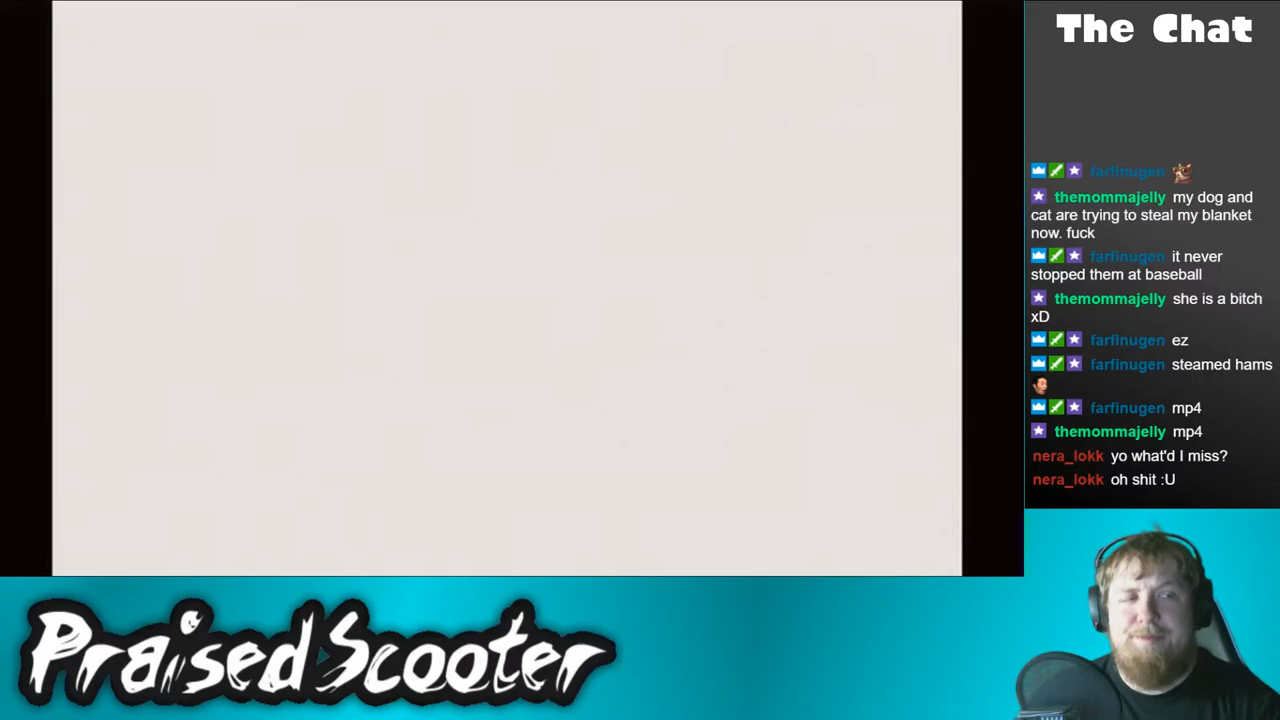 The Chat
farfinugen
themommajelly my dog and
cat are trying to steal my blanket
now. fuck
farfinugen it never
stopped them at baseball
themommajelly she is a bitch
xD
farfinugen ez
farfinugen steamed hams
farfinugen mp4
themommajelly mp4
nera_lokk yo what'd I miss?
nera_lokk oh shit :U
PraisedScooter